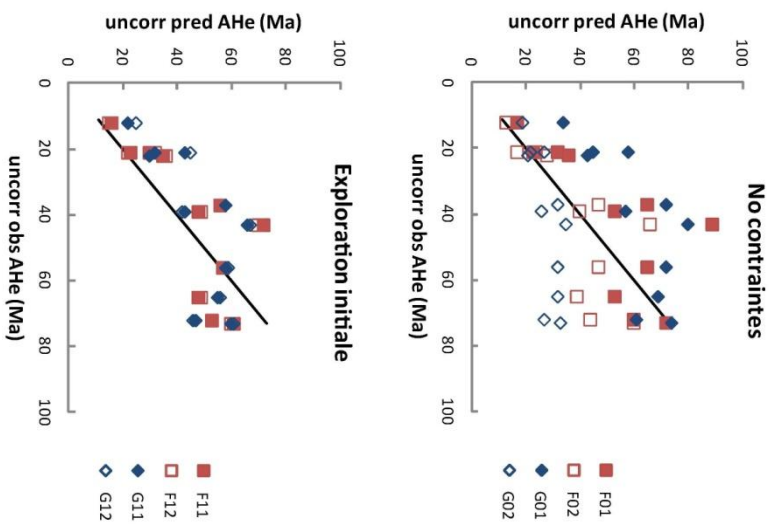 No contraintes
uncorr pred AHe (Ma)
100
80
60
40
20
0
0
20
40
60
80
100
uncorr obs AHe (Ma)
F01
F02
G01
G02
Exploration initiale
uncorr pred AHe (Ma)
100
80
60
40
20
0
0
20
40
60
80
100
uncorr obs AHe (Ma)
F11
F12
G11
G12